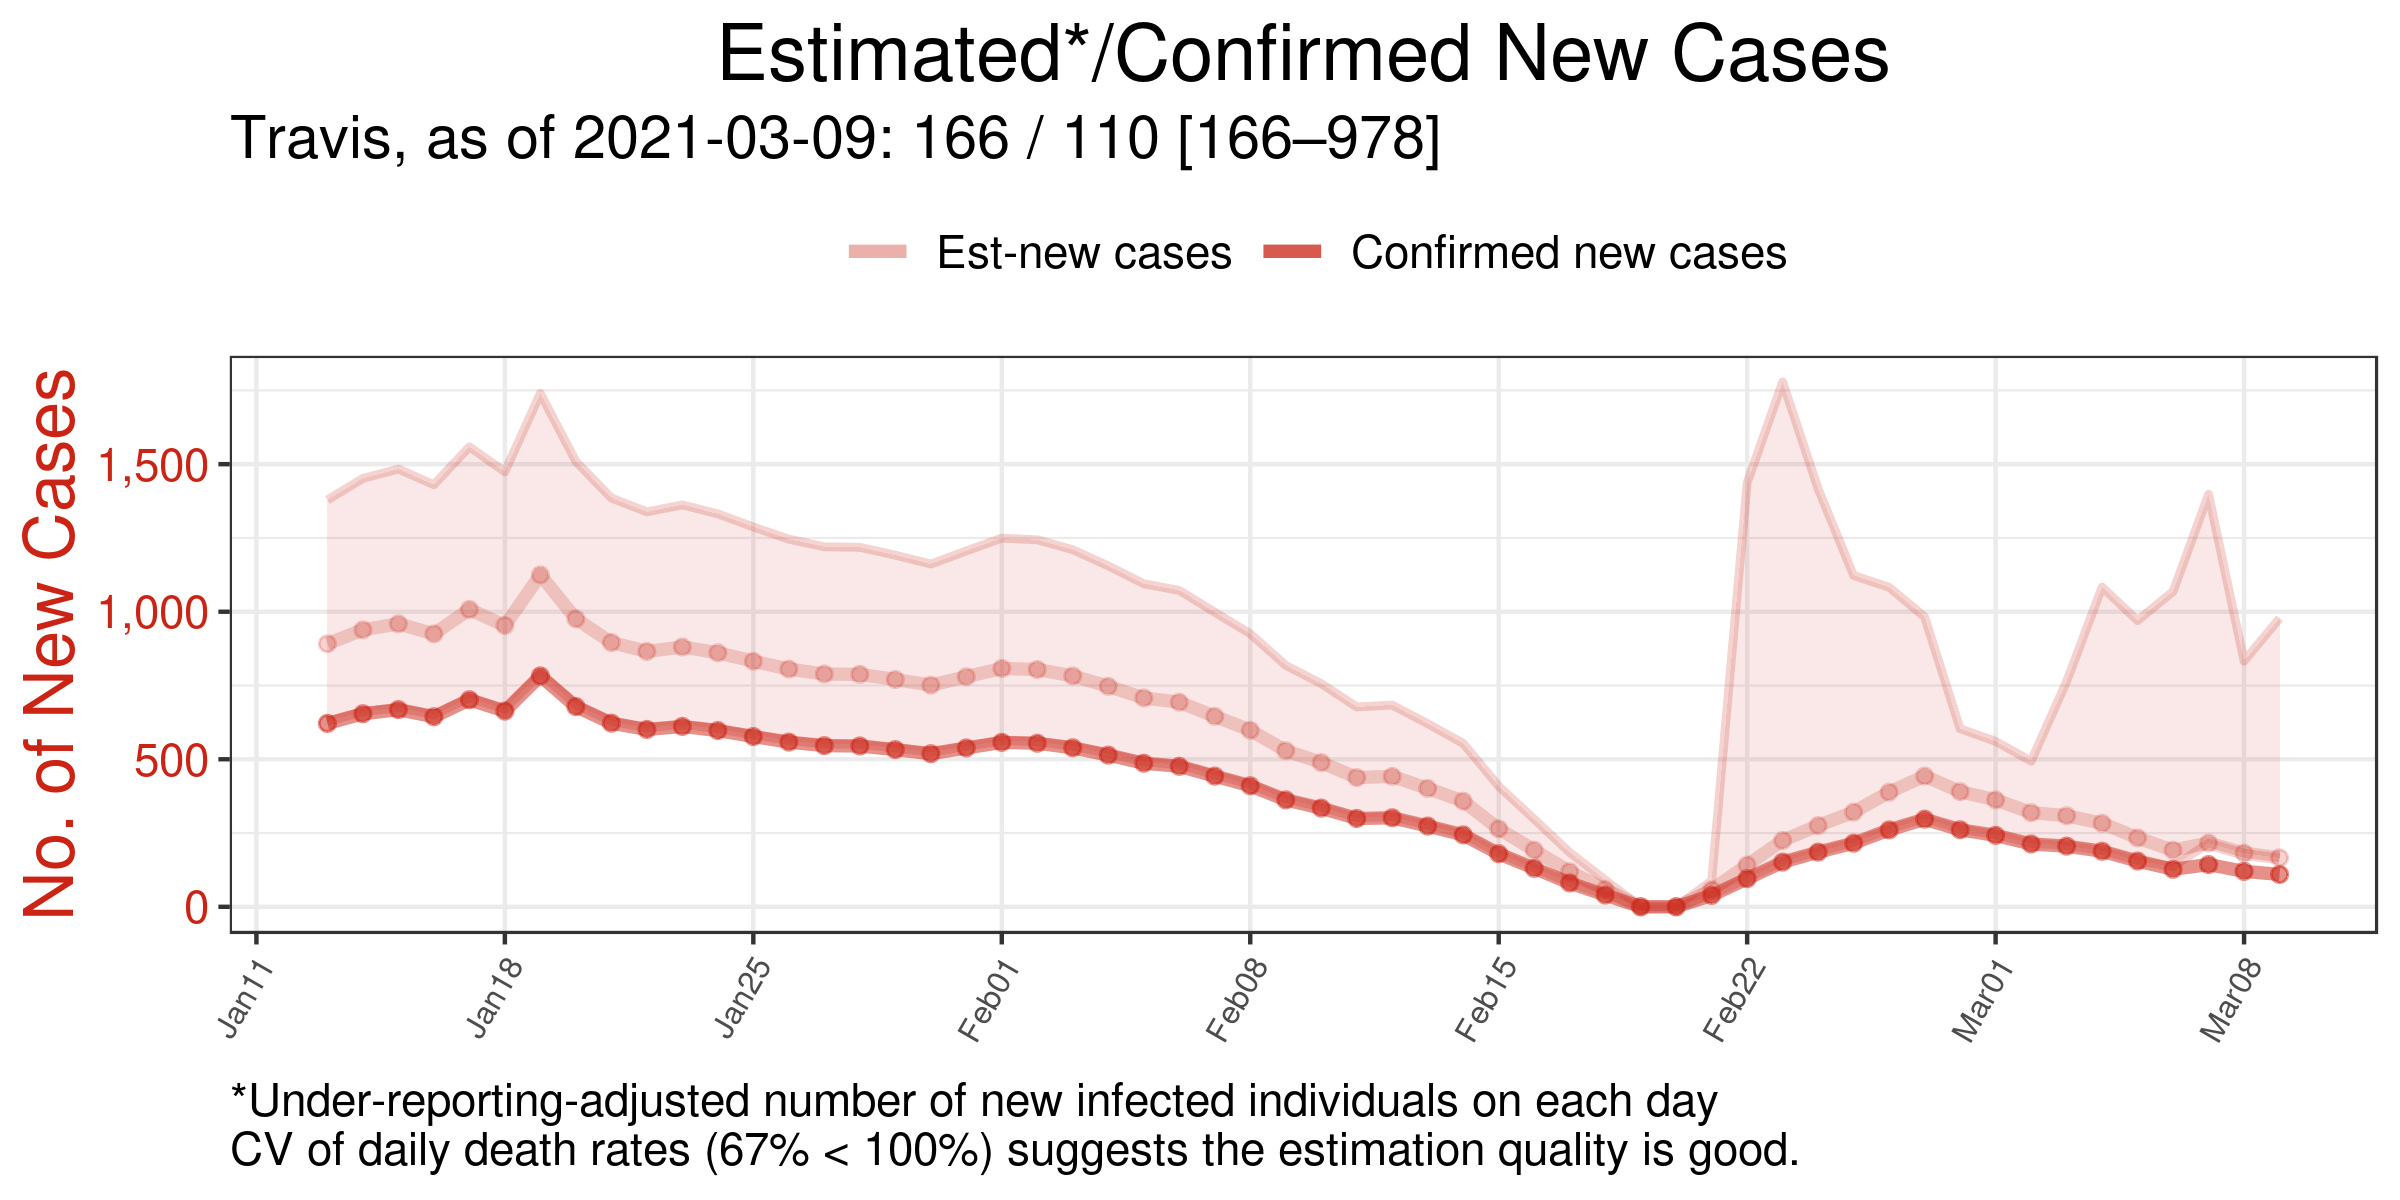 Estimated*/Confirmed New Cases
Travis, as of 2021-03-09: 166 / 110 [166–978]
Est-new cases
Confirmed new cases
No. of New Cases
1,500
1,000
500
0
Jan11
Jan18
Jan25
Feb01
Feb08
Feb15
Feb22
Mar01
Mar08
*Under-reporting-adjusted number of new infected individuals on each day
CV of daily death rates (67% < 100%) suggests the estimation quality is good.